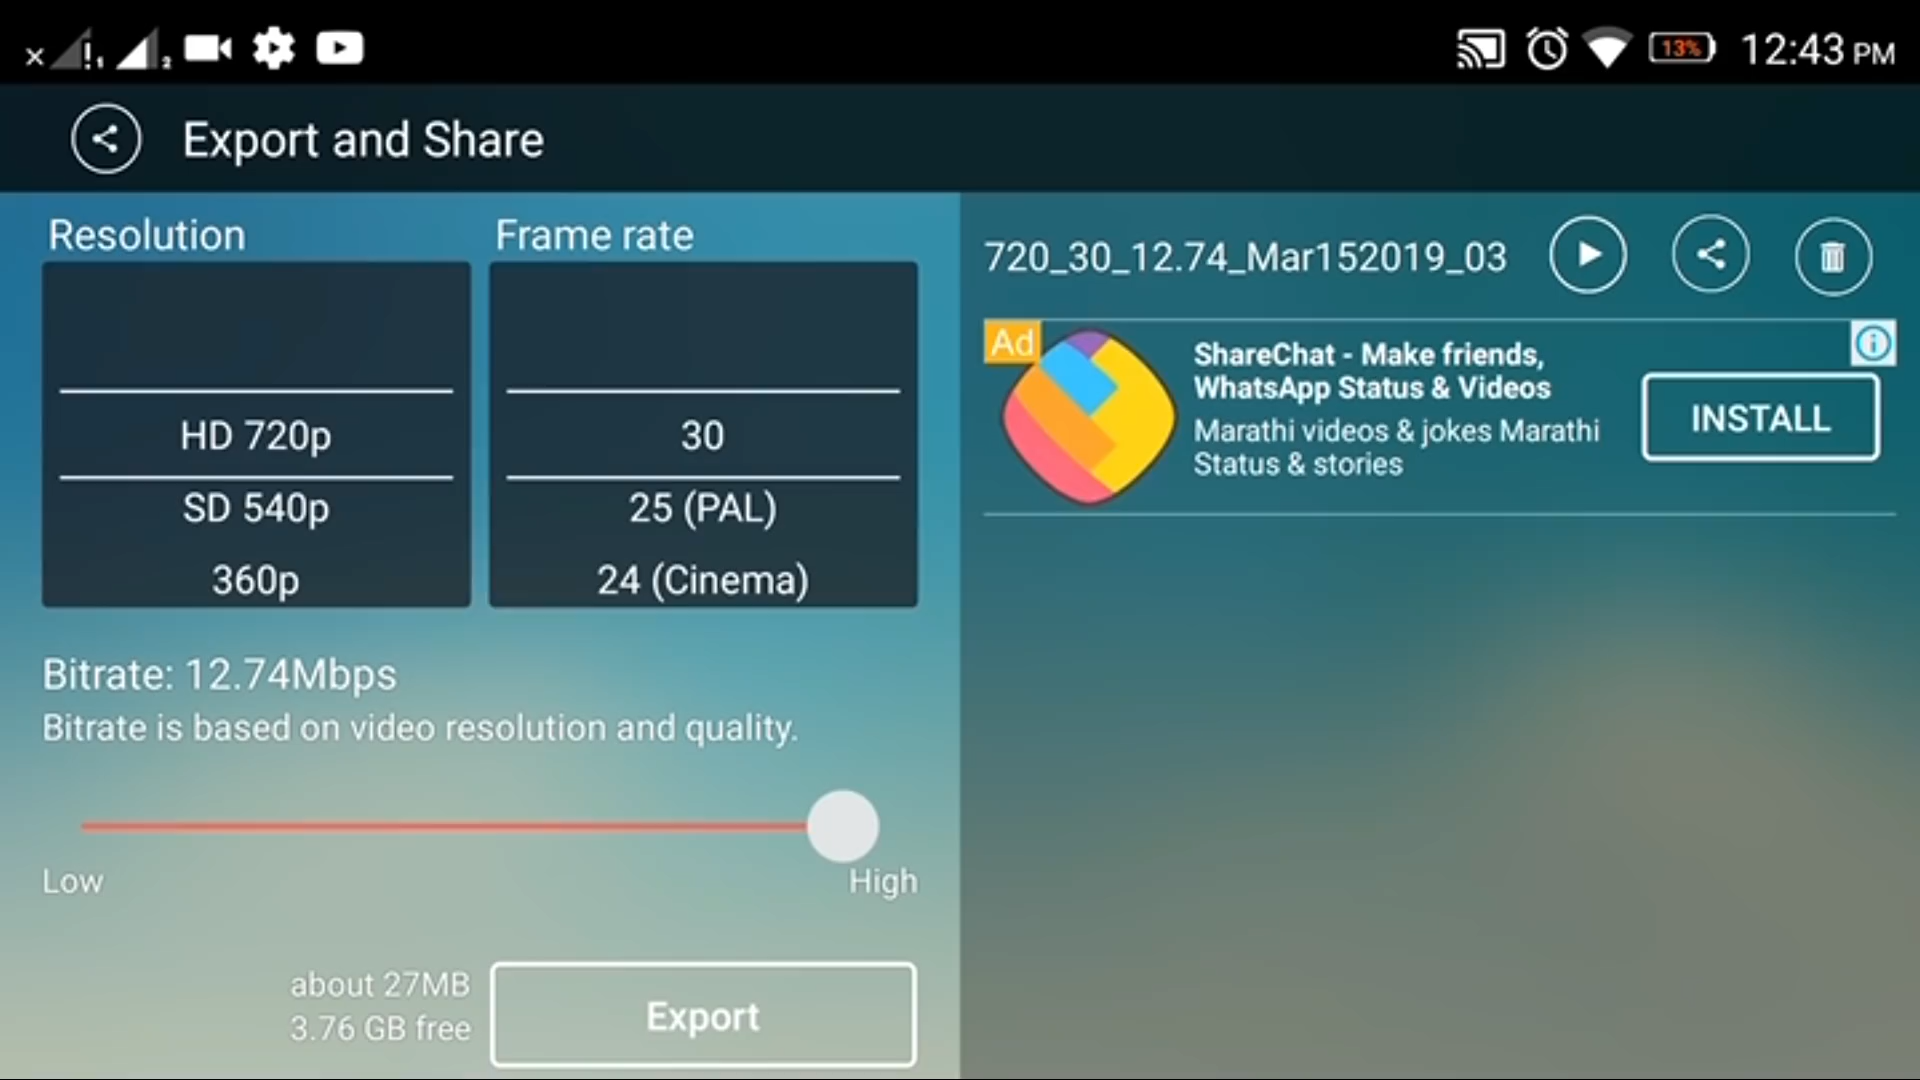 13%
12:43 PM
Export and Share
Resolution
Frame rate
HD 720p
SD 540p
360p
30
25 (PAL)
24 (Cinema)
Bitrate: 12.74Mbps
Bitrate is based on video resolution and quality.
Low
High
about 27MB
3.76 GB free
Export
720_30_12.74_Mar152019_03
Ad
ShareChat - Make friends,
WhatsApp Status & Videos
Marathi videos & jokes Marathi
Status & stories
INSTALL